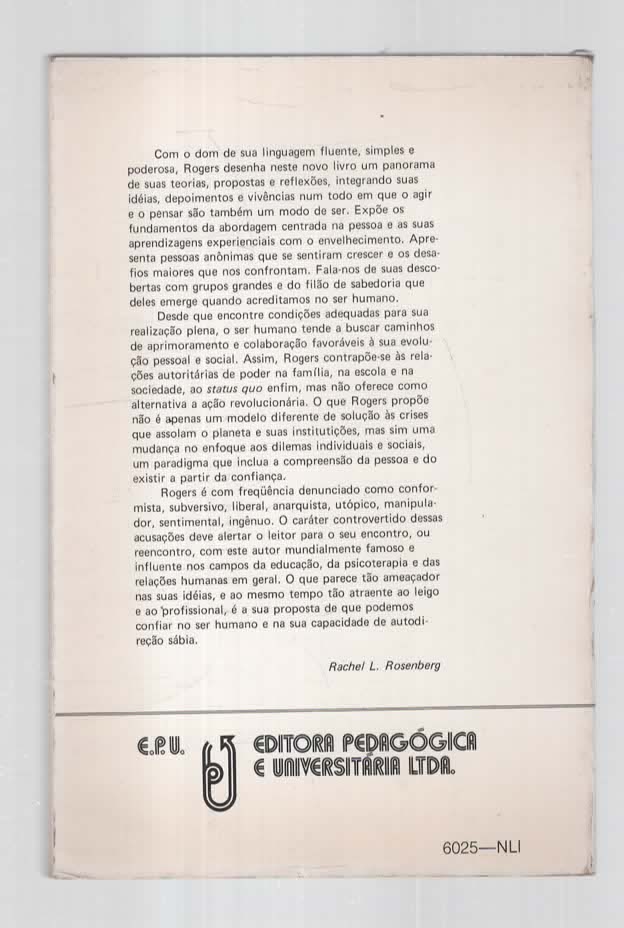 Com o dom de sua linguagem fluente, simples e
poderosa, Rogers desenha neste novo livro um panorama
de suas teorias, propostas e reflexões, integrando suas
idéias, depoimentos e vivências num todo em que o agir
e o pensar são também um modo de ser. Expõe os
fundamentos da abordagem centrada na pessoa e as suas
aprendizagens experienciais com o envelhecimento. Apre-
senta pessoas anônimas que se sentiram crescer e os desa-
fios maiores que nos confrontam. Fala-nos de suas desco-
bertas com grupos grandes e do filão de sabedoria que
deles emerge quando acreditamos no ser humano.
Desde que encontre condições adequadas para sua
realização plena, o ser humano tende a buscar caminhos
de aprimoramento e colaboração favoráveis à sua evolu-
ção pessoal e social. Assim, Rogers contrapõe-se às rela-
ções autoritárias de poder na família, na escola e na
sociedade, ao status quo enfim, mas não oferece como
alternativa a ação revolucionária. O que Rogers propõe
não é apenas um modelo diferente de solução às crises
que assolam o planeta e suas instituições, mas sim uma
mudança no enfoque aos dilemas individuais e sociais,
um paradigma que inclua a compreensão da pessoa e do
existir a partir da confiança.
Rogers é com freqüência denunciado como confor-
mista, subversivo, liberal, anarquista, utópico, manipula-
dor, sentimental, ingênuo. O caráter controvertido dessas
acusações deve alertar o leitor para o seu encontro, ou
reencontro, com este autor mundialmente famoso e
influente nos campos da educação, da psicoterapia e das
relações humanas em geral. O que parece tão ameaçador
nas suas idéias, e ao mesmo tempo tão atraente ao leigo
e ao profissional, é a sua proposta de que podemos
confiar no ser humano e na sua capacidade de autodi-
reção sábia.
Rachel L. Rosenberg
E.P.U.
EDITORA PEDAGÓGICA
E UNIVERSITÁRIA LTDA.
6025—NLI